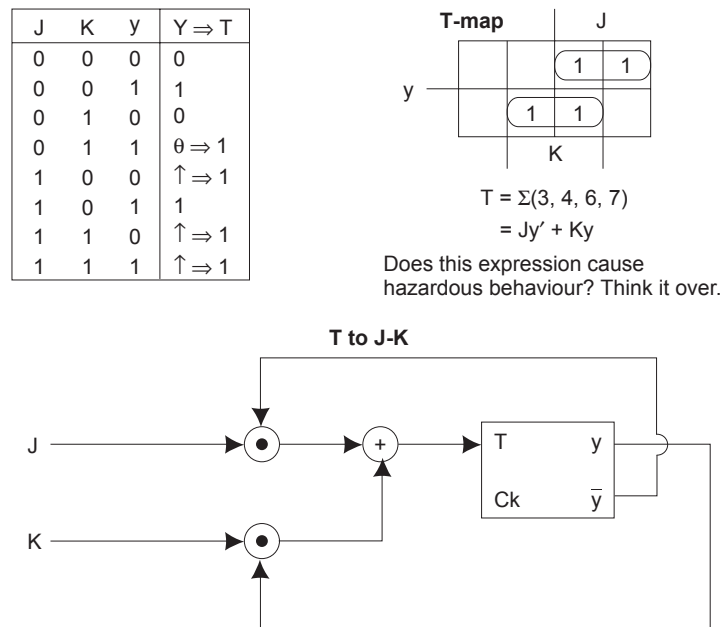 J K y Y ⇒ T
0 0 0 0
0 0 1 1
0 1 0 0
0 1 1 θ ⇒ 1
1 0 0 ↑ ⇒ 1
1 0 1 1
1 1 0 ↑ ⇒ 1
1 1 1 ↑ ⇒ 1
T-map J
1 1
y
1 1
K
T = Σ(3, 4, 6, 7)
= Jy′ + Ky
Does this expression cause
hazardous behaviour? Think it over.
T to J-K
J + T y
Ck y̅
K